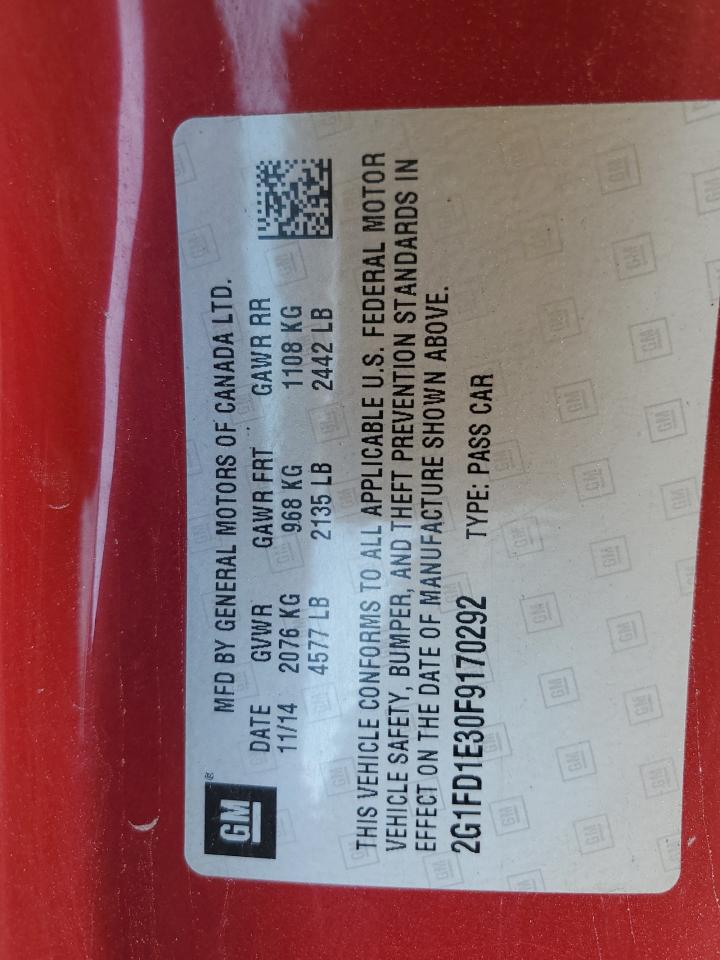 GM®
MFD BY GENERAL MOTORS OF CANADA LTD.
DATE GVWR GAWR FRT GAWR RR
11/14 2076 KG 968 KG 1108 KG
4577 LB 2135 LB 2442 LB
THIS VEHICLE CONFORMS TO ALL APPLICABLE U.S. FEDERAL MOTOR
VEHICLE SAFETY, BUMPER, AND THEFT PREVENTION STANDARDS IN
EFFECT ON THE DATE OF MANUFACTURE SHOWN ABOVE.
2G1FD1E30F9170292 TYPE: PASS CAR